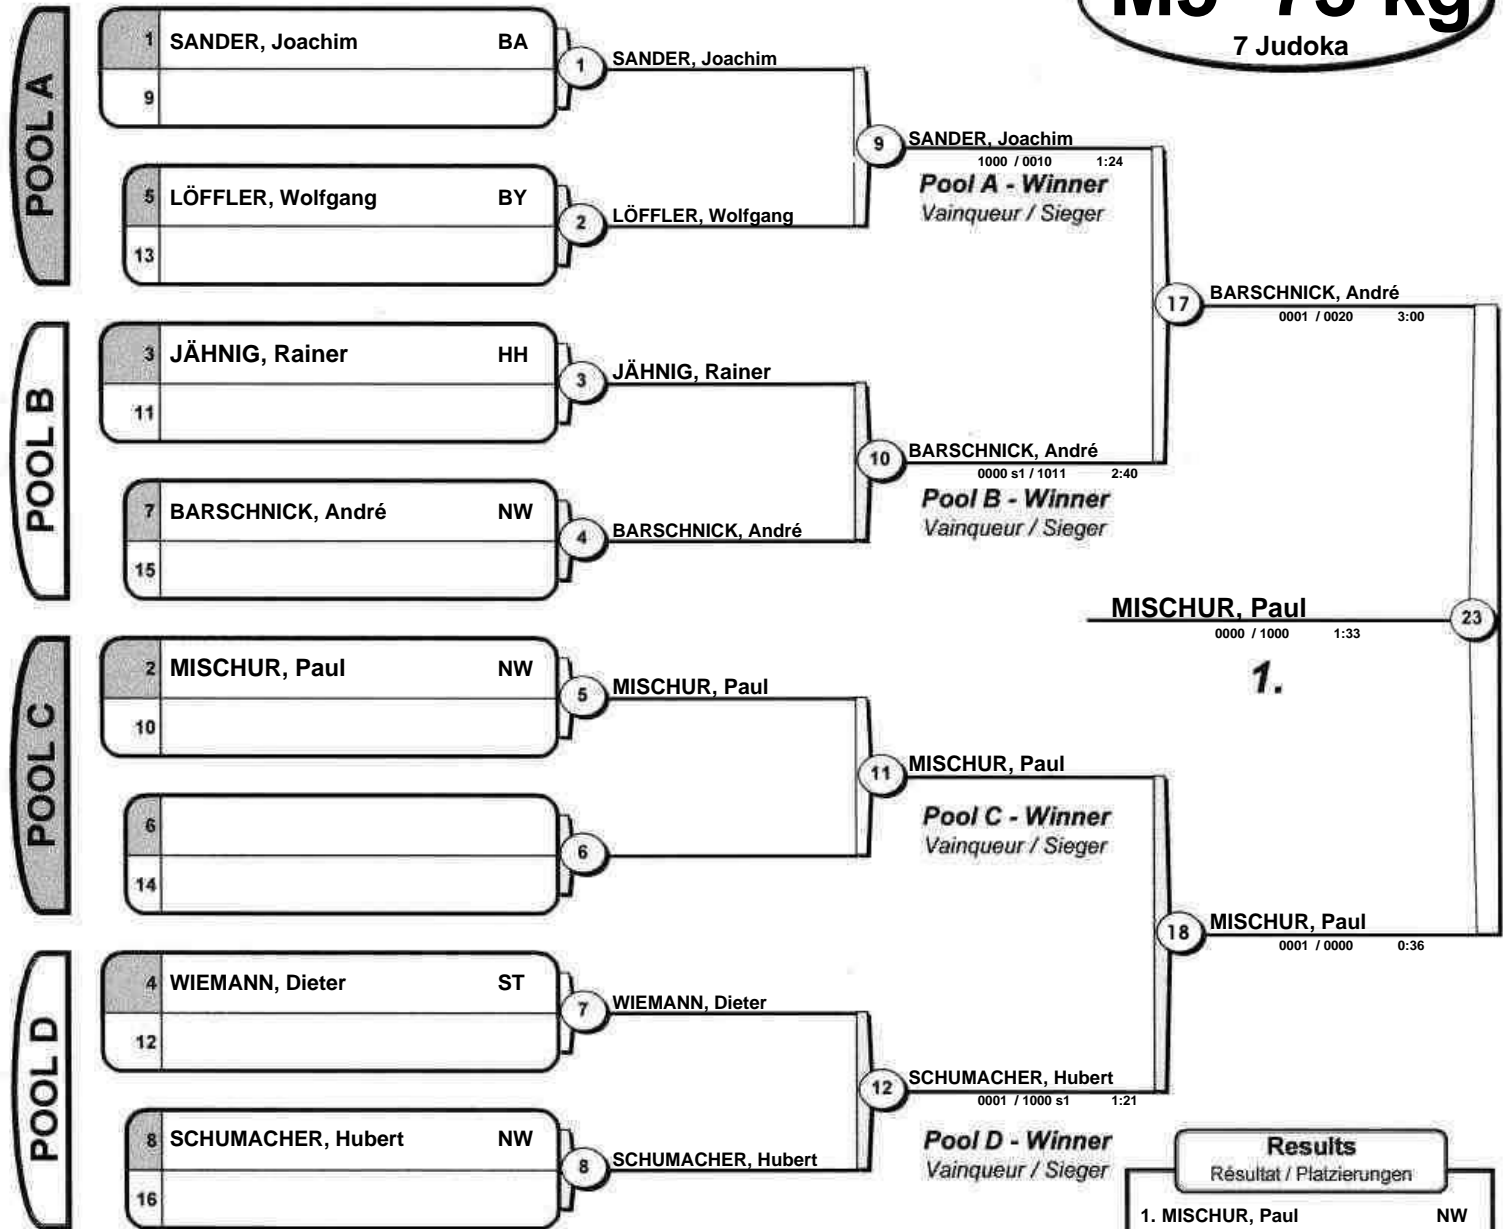 M5 -73 kg
7 Judoka
POOL A
1 SANDER, Joachim BA
9
1 SANDER, Joachim
5 LÖFFLER, Wolfgang BY
13
2 LÖFFLER, Wolfgang
9 SANDER, Joachim
1000 / 0010 1:24
Pool A - Winner
Vainqueur / Sieger
POOL B
3 JÄHNIG, Rainer HH
11
3 JÄHNIG, Rainer
7 BARSCHNICK, André NW
15
4 BARSCHNICK, André
10 BARSCHNICK, André
0000 s1 / 1011 2:40
Pool B - Winner
Vainqueur / Sieger
17 BARSCHNICK, André
0001 / 0020 3:00
MISCHUR, Paul 23
0000 / 1000 1:33
1.
POOL C
2 MISCHUR, Paul NW
10
5 MISCHUR, Paul
6
14
6
11 MISCHUR, Paul
Pool C - Winner
Vainqueur / Sieger
18 MISCHUR, Paul
0001 / 0000 0:36
POOL D
4 WIEMANN, Dieter ST
12
7 WIEMANN, Dieter
8 SCHUMACHER, Hubert NW
16
8 SCHUMACHER, Hubert
12 SCHUMACHER, Hubert
0001 / 1000 s1 1:21
Pool D - Winner
Vainqueur / Sieger
Results
Résultat / Platzierungen
1. MISCHUR, Paul NW